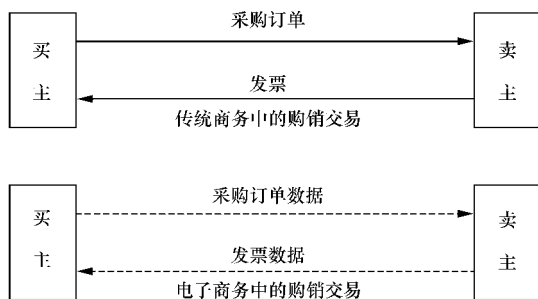 采购订单
买主
卖主
发票
传统商务中的购销交易
采购订单数据
买主
卖主
发票数据
电子商务中的购销交易